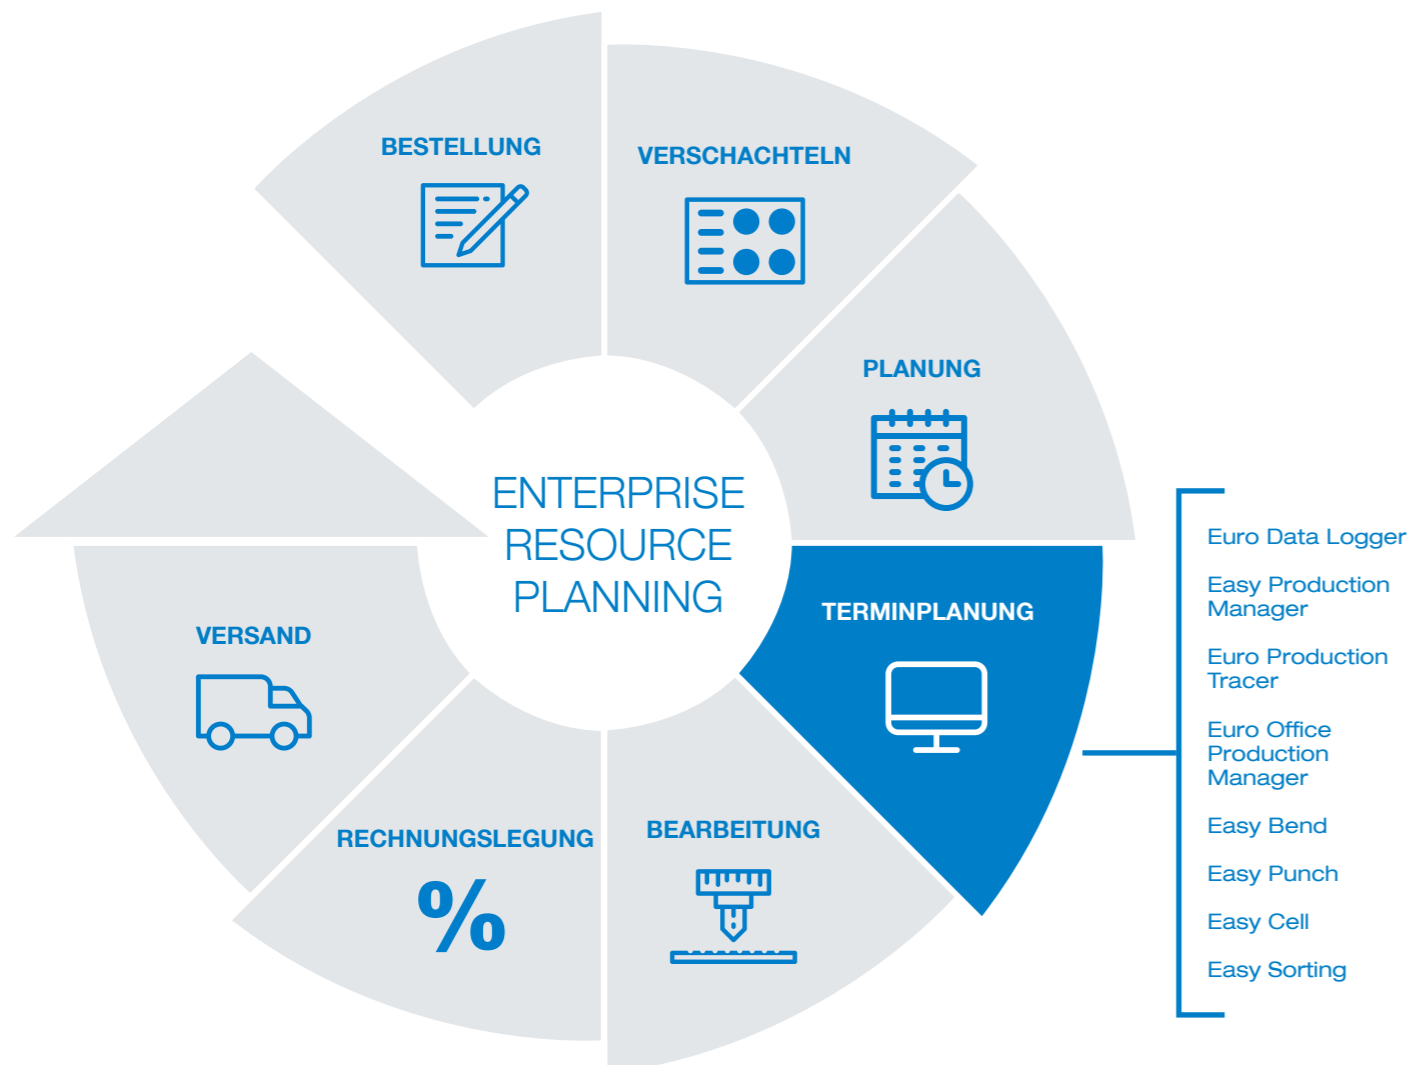 BESTELLUNG
VERSCHACHTELN
PLANUNG
TERMINPLANUNG
BEARBEITUNG
RECHNUNGSLEGUNG
%
VERSAND
ENTERPRISE
RESOURCE
PLANNING
Euro Data Logger
Easy Production
Manager
Euro Production
Tracer
Euro Office
Production
Manager
Easy Bend
Easy Punch
Easy Cell
Easy Sorting